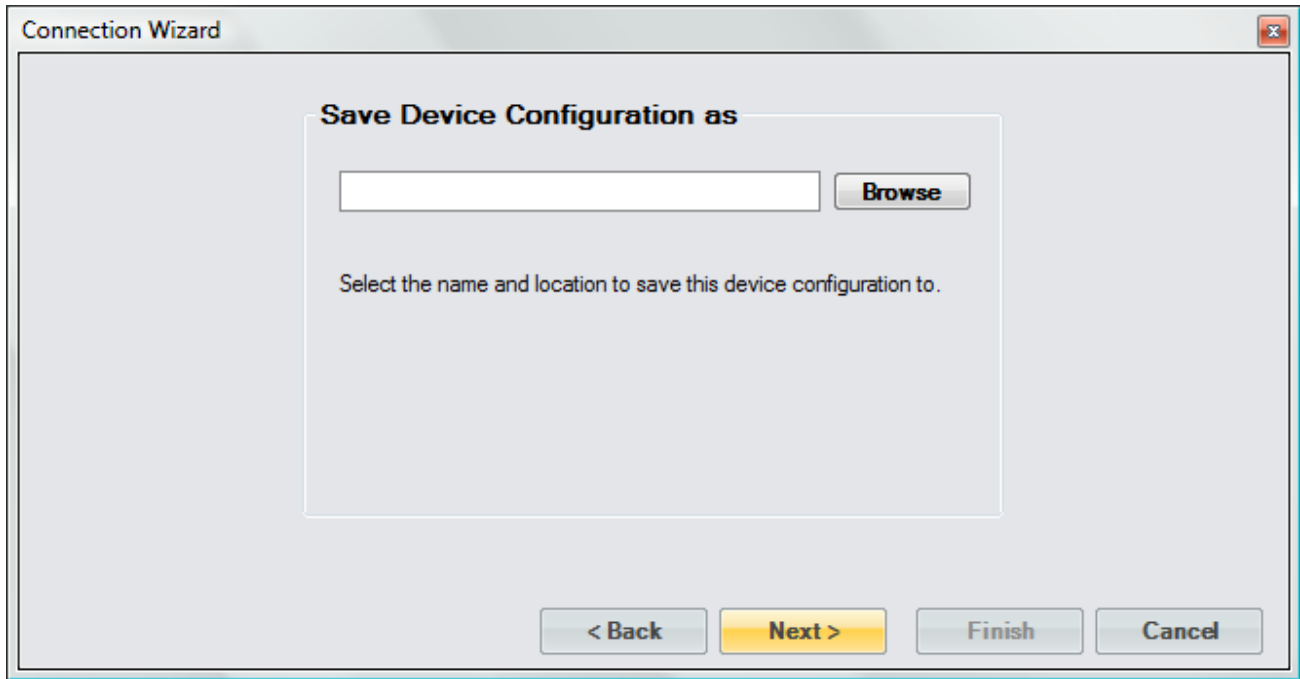 Connection Wizard
Save Device Configuration as
Browse
Select the name and location to save this device configuration to.
< Back Next > Finish Cancel